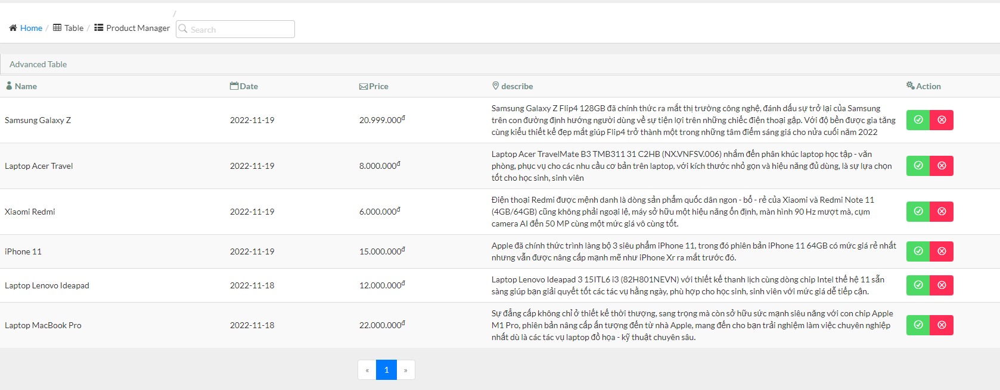 /
Home / Table / Product Manager Search
Advanced Table
Name Date Price describe Action
Samsung Galaxy Z 2022-11-19 20.999.000đ
Samsung Galaxy Z Flip4 128GB đã chính thức ra mắt thị trường công nghệ, đánh dấu sự trở lại của Samsung
trên con đường định hướng người dùng về sự tiện lợi trên những chiếc điện thoại gập. Với độ bền được gia tăng
cùng kiểu thiết kế đẹp mắt giúp Flip4 trở thành một trong những tâm điểm sáng giá cho nửa cuối năm 2022
Laptop Acer Travel 2022-11-19 8.000.000đ
Laptop Acer TravelMate B3 TMB311 31 C2HB (NX.VNFSV.006) nhắm đến phân khúc laptop học tập - văn
phòng, phục vụ cho các nhu cầu cơ bản trên laptop, với kích thước nhỏ gọn và hiệu năng đủ dùng, là sự lựa chọn
tốt cho học sinh, sinh viên
Xiaomi Redmi 2022-11-19 6.000.000đ
Điện thoại Redmi được mệnh danh là dòng sản phẩm quốc dân ngon - bổ - rẻ của Xiaomi và Redmi Note 11
(4GB/64GB) cũng không phải ngoại lệ, máy sở hữu một hiệu năng ổn định, màn hình 90 Hz mượt mà, cụm
camera AI đến 50 MP cùng một mức giá vô cùng tốt.
iPhone 11 2022-11-19 15.000.000đ
Apple đã chính thức trình làng bộ 3 siêu phẩm iPhone 11, trong đó phiên bản iPhone 11 64GB có mức giá rẻ nhất
nhưng vẫn được nâng cấp mạnh mẽ như iPhone Xr ra mắt trước đó.
Laptop Lenovo Ideapad 2022-11-18 12.000.000đ
Laptop Lenovo Ideapad 3 15ITL6 i3 (82H801NEVN) với thiết kế thanh lịch cùng dòng chip Intel thế hệ 11 sẵn
sàng giúp bạn giải quyết tốt các tác vụ hằng ngày, phù hợp cho học sinh, sinh viên với mức giá dễ tiếp cận.
Laptop MacBook Pro 2022-11-18 22.000.000đ
Sự đẳng cấp không chỉ ở thiết kế thời thượng, sang trọng mà còn sở hữu sức mạnh siêu năng với con chip Apple
M1 Pro, phiên bản nâng cấp ấn tượng đến từ nhà Apple, mang đến cho bạn trải nghiệm làm việc chuyên nghiệp
nhất dù là các tác vụ laptop đồ họa - kỹ thuật chuyên sâu.
« 1 »